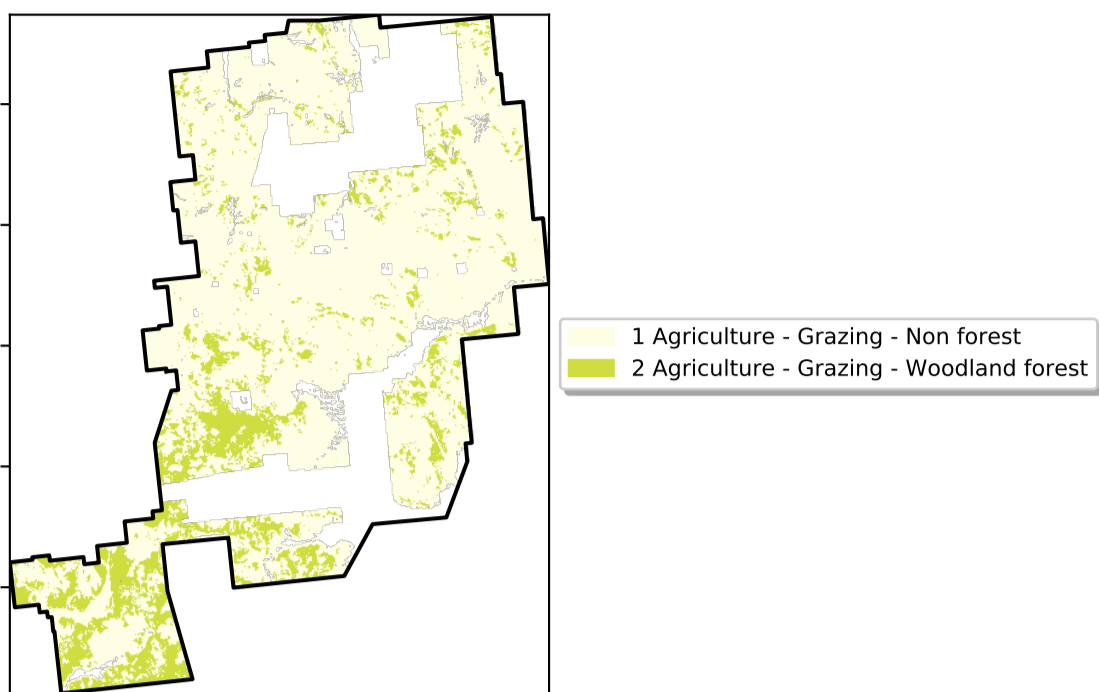 1 Agriculture - Grazing - Non forest
2 Agriculture - Grazing - Woodland forest